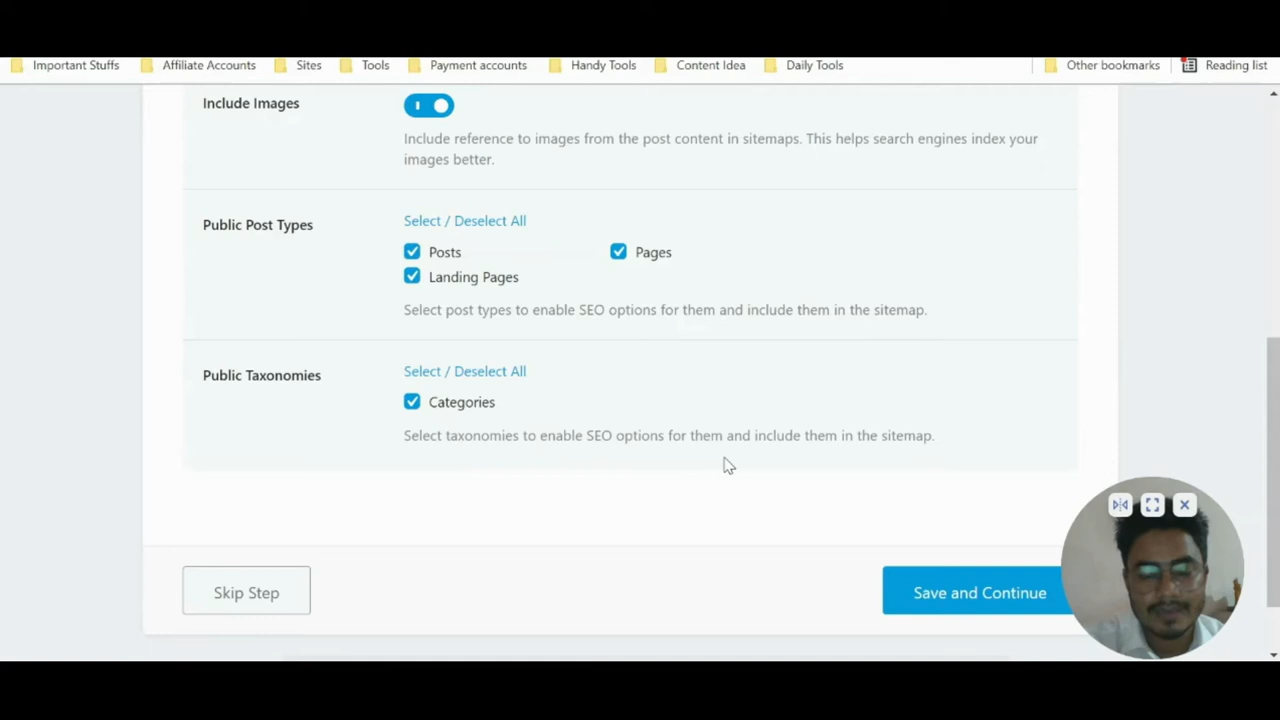 Important Stuffs Affiliate Accounts Sites Tools Payment accounts Handy Tools Content Idea Daily Tools Other bookmarks Reading list
Include Images
Include reference to images from the post content in sitemaps. This helps search engines index your
images better.
Public Post Types
Select / Deselect All
Posts Pages
Landing Pages
Select post types to enable SEO options for them and include them in the sitemap.
Public Taxonomies
Select / Deselect All
Categories
Select taxonomies to enable SEO options for them and include them in the sitemap.
Skip Step Save and Continue